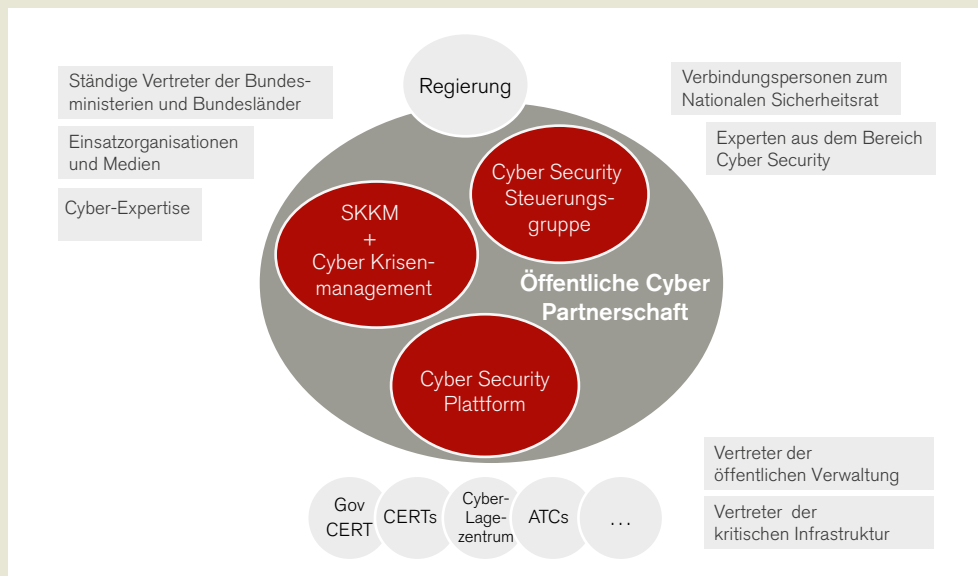 Regierung
Ständige Vertreter der Bundes-
ministerien und Bundesländer
Einsatzorganisationen
und Medien
Cyber-Expertise
Verbindungspersonen zum
Nationalen Sicherheitsrat
Experten aus dem Bereich
Cyber Security
Cyber Security
Steuerungs-
gruppe
SKKM
+
Cyber Krisen-
management
Öffentliche Cyber
Partnerschaft
Cyber Security
Plattform
Gov
CERT
CERTs
Cyber-
Lage-
zentrum
ATCs
...
Vertreter der
öffentlichen Verwaltung
Vertreter der
kritischen Infrastruktur